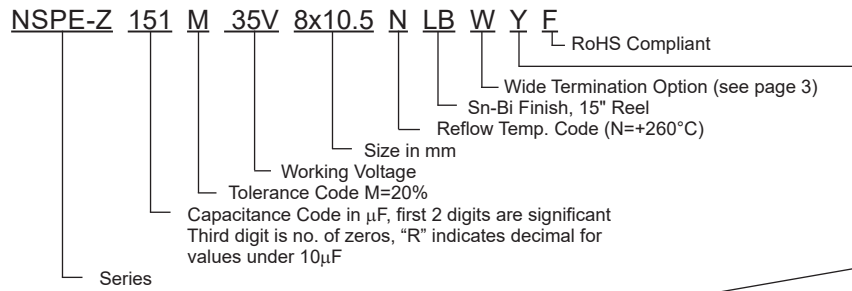 NSPE-Z 151 M 35V 8x10.5 N LB W Y F
RoHS Compliant
Wide Termination Option (see page 3)
Sn-Bi Finish, 15" Reel
Reflow Temp. Code (N=+260°C)
Size in mm
Working Voltage
Tolerance Code M=20%
Capacitance Code in μF, first 2 digits are significant
Third digit is no. of zeros, “R” indicates decimal for
values under 10μF
Series